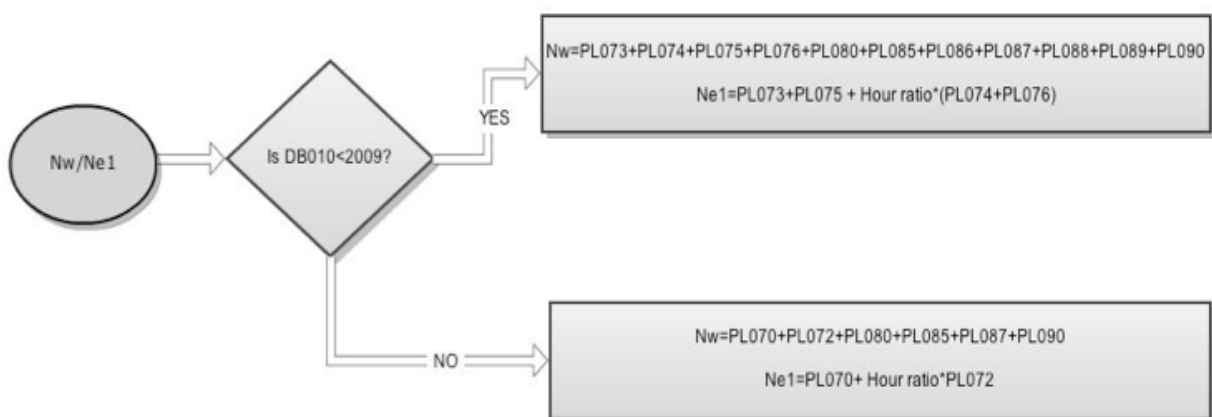 Nw/Ne1
Is DB010<2009?
YES
Nw=PL073+PL074+PL075+PL076+PL080+PL085+PL086+PL087+PL088+PL089+PL090
Ne1=PL073+PL075 + Hour ratio*(PL074+PL076)
NO
Nw=PL070+PL072+PL080+PL085+PL087+PL090
Ne1=PL070+ Hour ratio*PL072